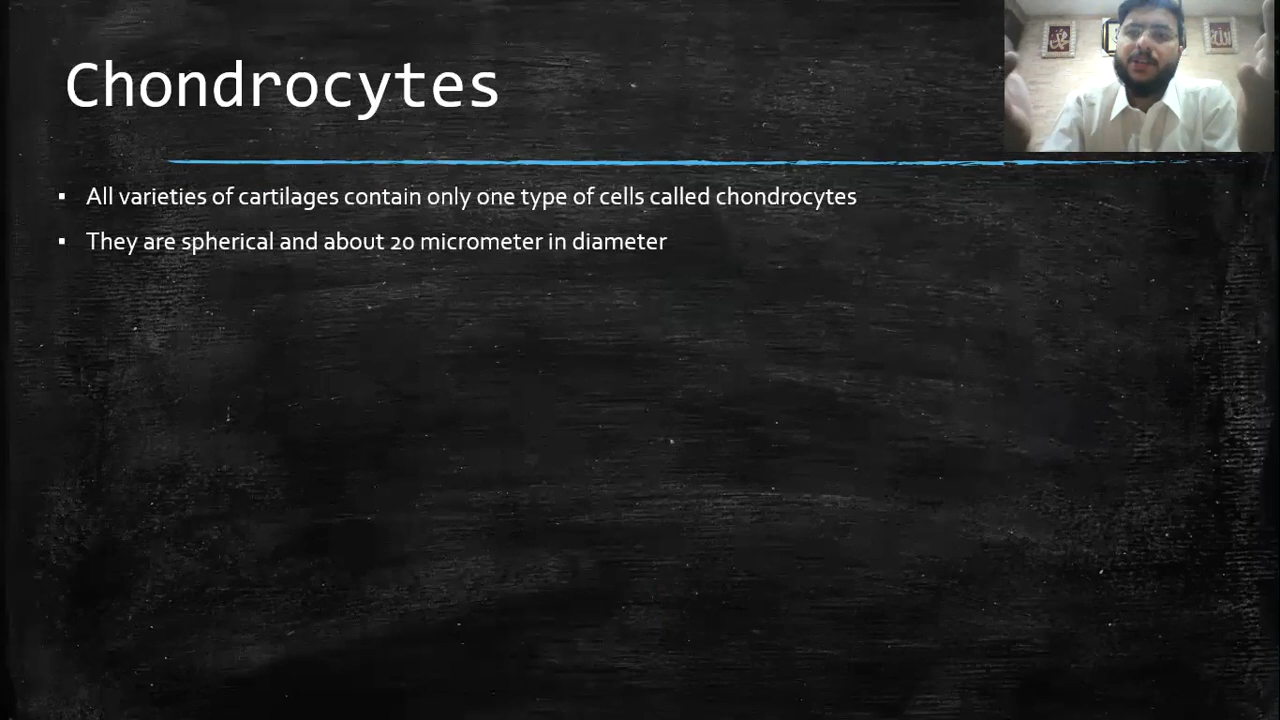 Chondrocytes
▪ All varieties of cartilages contain only one type of cells called chondrocytes
▪ They are spherical and about 20 micrometer in diameter